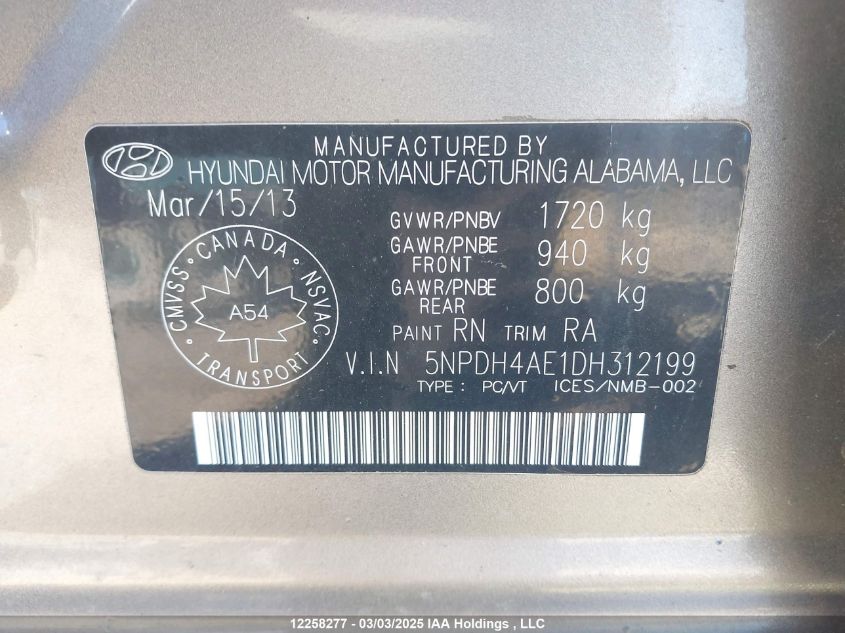 MANUFACTURED BY
HYUNDAI MOTOR MANUFACTURING ALABAMA, LLC
Mar/15/13
GVWR/PNBV 1720 kg
GAWR/PNBE FRONT 940 kg
GAWR/PNBE REAR 800 kg
PAINT RN TRIM RA
CANADA
CMVSS · NSVAC
A54
TRANSPORT
V.I.N 5NPDH4AE1DH312199
TYPE : PC/VT ICES/NMB-002
12258277 - 03/03/2025 IAA Holdings , LLC